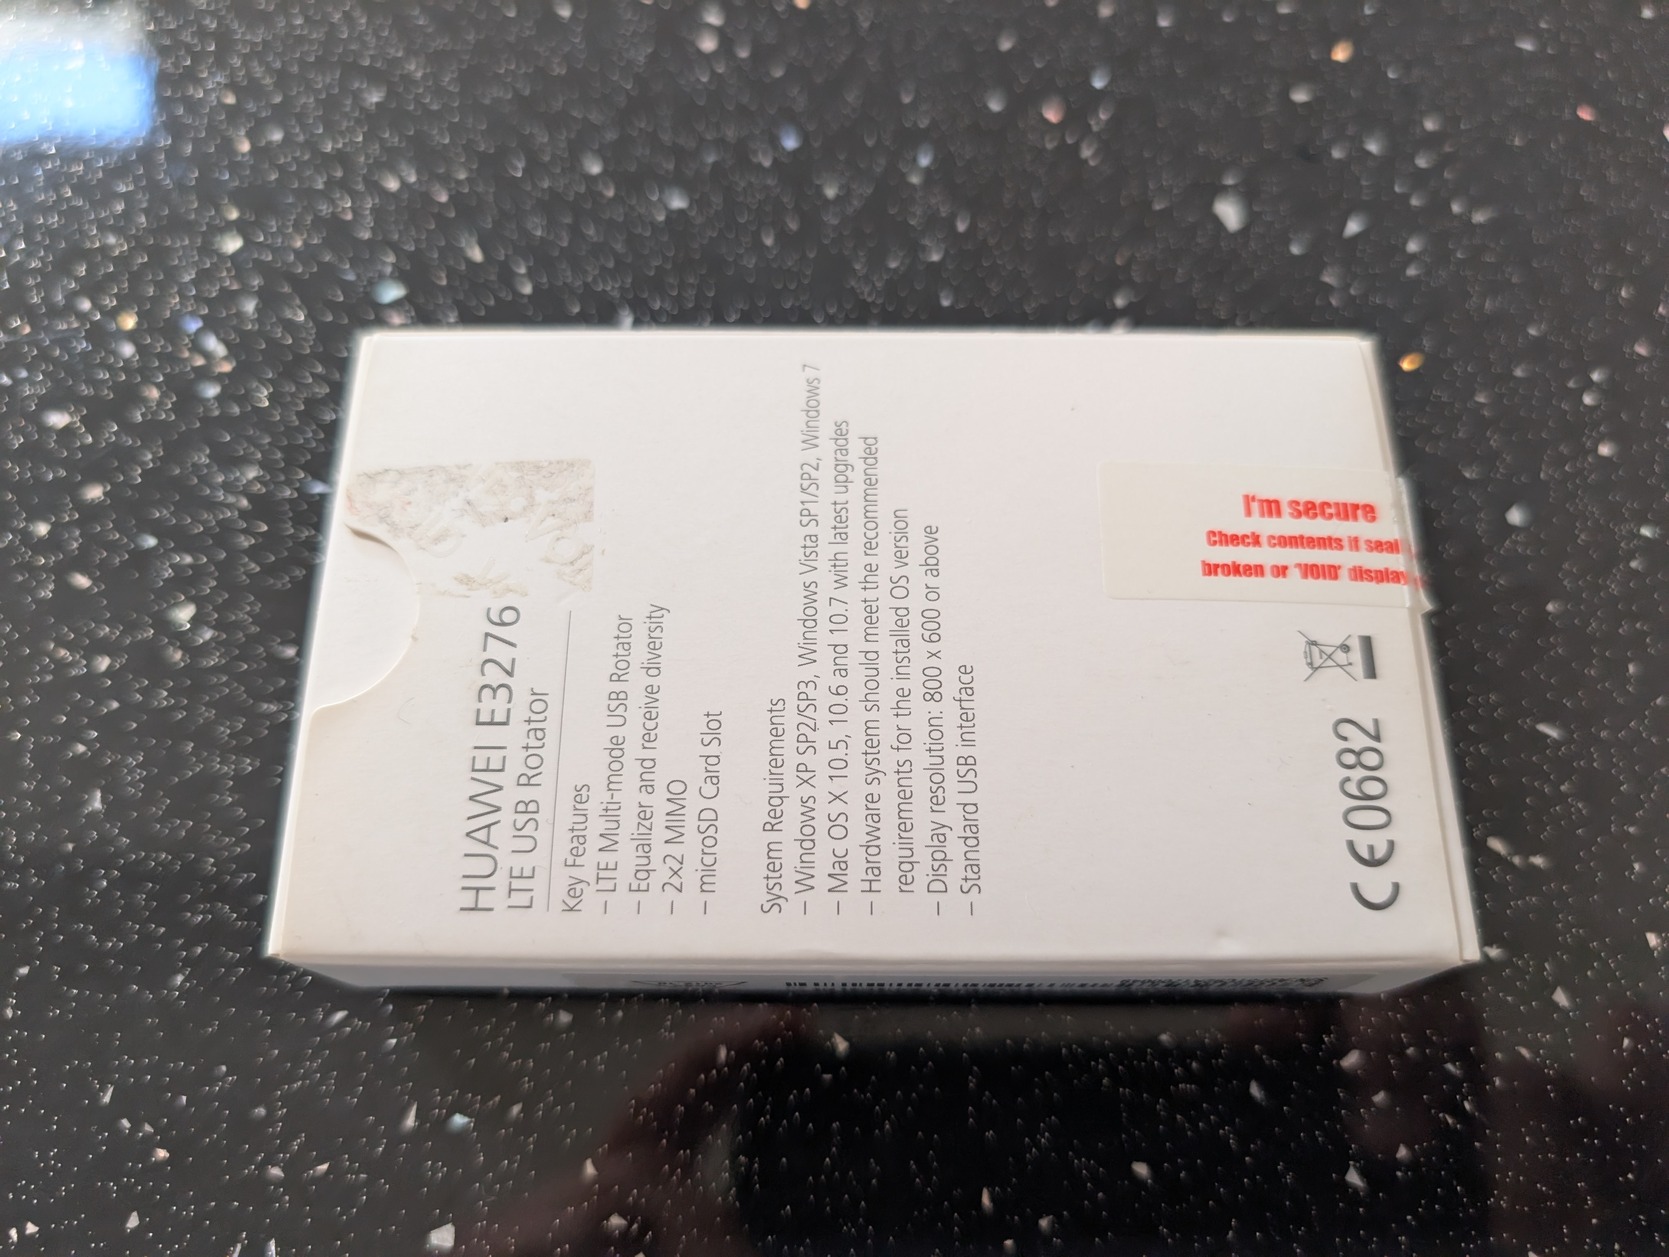 HUAWEI E3276
LTE USB Rotator
Key Features
– LTE Multi-mode USB Rotator
– Equalizer and receive diversity
– 2x2 MIMO
– microSD Card Slot
System Requirements
– Windows XP SP2/SP3, Windows Vista SP1/SP2, Windows 7
– Mac OS X 10.5, 10.6 and 10.7 with latest upgrades
– Hardware system should meet the recommended
requirements for the installed OS version
– Display resolution: 800 x 600 or above
– Standard USB interface
CE0682
I'm secure
Check contents if seal
broken or 'VOID' display